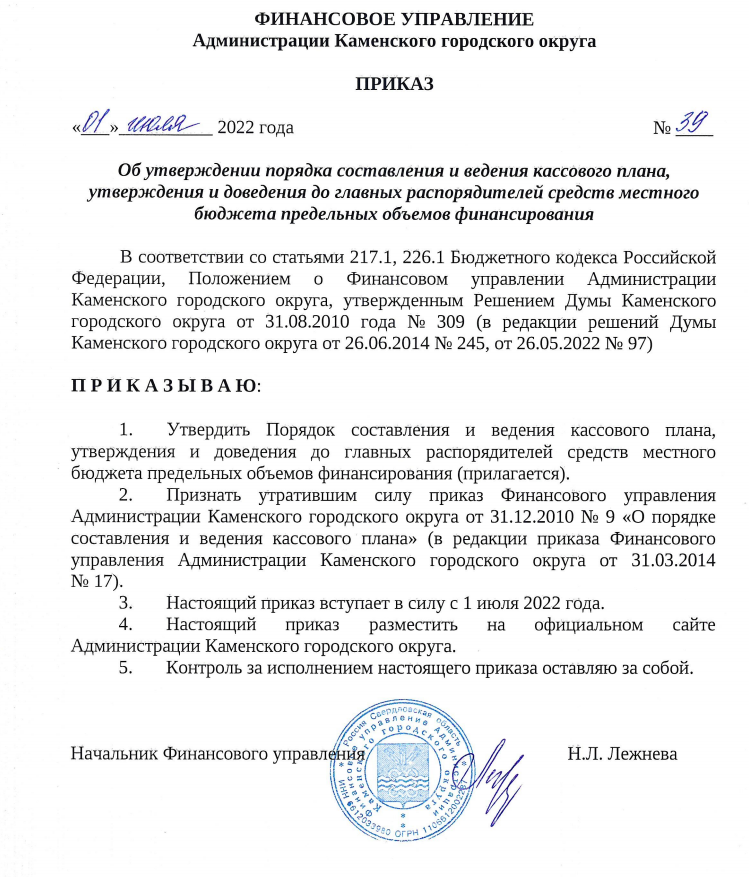 ФИНАНСОВОЕ УПРАВЛЕНИЕ
Администрации Каменского городского округа
ПРИКАЗ
«01» июля 2022 года № 39
Об утверждении порядка составления и ведения кассового плана,
утверждения и доведения до главных распорядителей средств местного
бюджета предельных объемов финансирования
В соответствии со статьями 217.1, 226.1 Бюджетного кодекса Российской
Федерации, Положением о Финансовом управлении Администрации
Каменского городского округа, утвержденным Решением Думы Каменского
городского округа от 31.08.2010 года № 309 (в редакции решений Думы
Каменского городского округа от 26.06.2014 № 245, от 26.05.2022 № 97)
П Р И К А З Ы В А Ю:
1. Утвердить Порядок составления и ведения кассового плана,
утверждения и доведения до главных распорядителей средств местного
бюджета предельных объемов финансирования (прилагается).
2. Признать утратившим силу приказ Финансового управления
Администрации Каменского городского округа от 31.12.2010 № 9 «О порядке
составления и ведения кассового плана» (в редакции приказа Финансового
управления Администрации Каменского городского округа от 31.03.2014
№ 17).
3. Настоящий приказ вступает в силу с 1 июля 2022 года.
4. Настоящий приказ разместить на официальном сайте
Администрации Каменского городского округа.
5. Контроль за исполнением настоящего приказа оставляю за собой.
Начальник Финансового управления Н.Л. Лежнева
Россия Свердловская область
Финансовое управление Администрации
Каменского городского округа
ИНН 6612033980 ОГРН